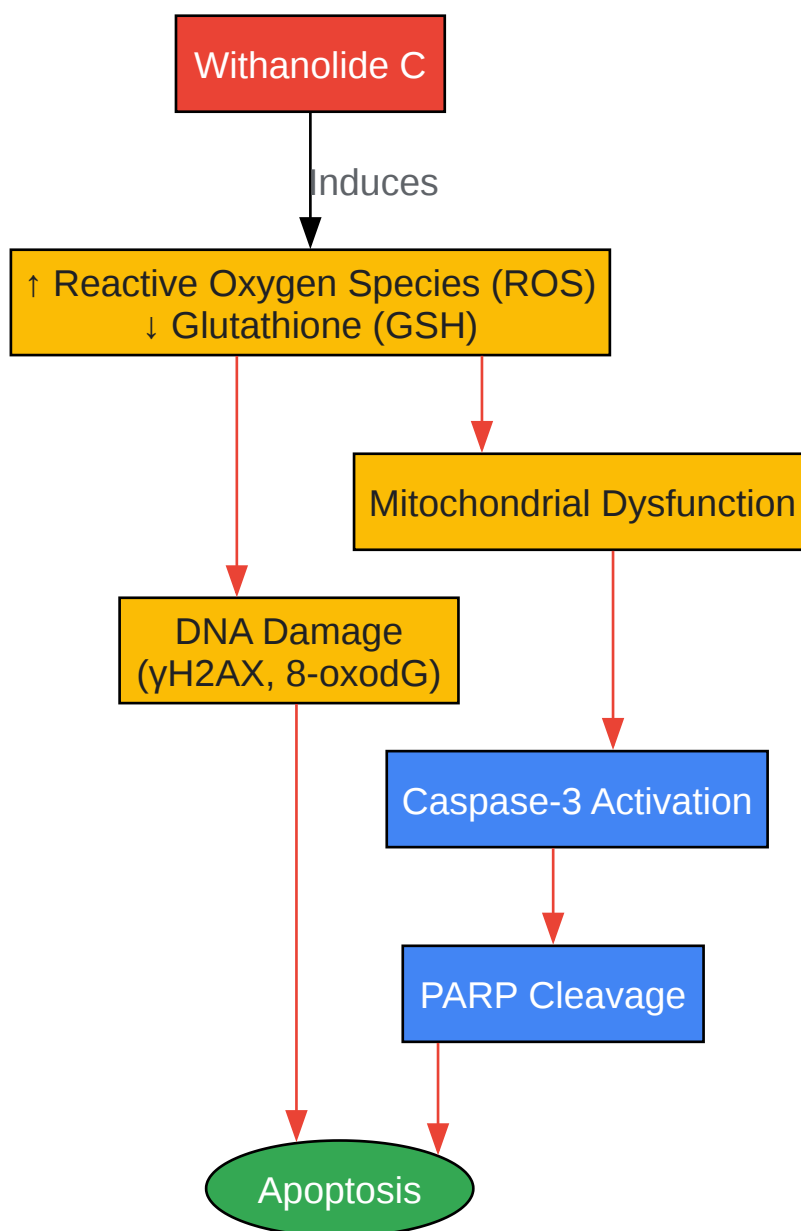 Withanolide C
Induces
↑ Reactive Oxygen Species (ROS)
↓ Glutathione (GSH)
Mitochondrial Dysfunction
DNA Damage
(γH2AX, 8-oxodG)
Caspase-3 Activation
PARP Cleavage
Apoptosis